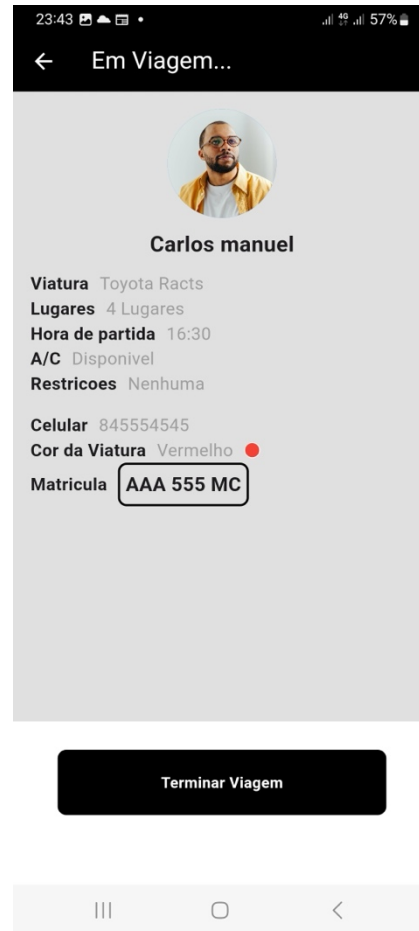 23:43 4G 57%
Em Viagem...
Carlos manuel
Viatura Toyota Racts
Lugares 4 Lugares
Hora de partida 16:30
A/C Disponivel
Restricoes Nenhuma
Celular 845554545
Cor da Viatura Vermelho
Matricula AAA 555 MC
Terminar Viagem